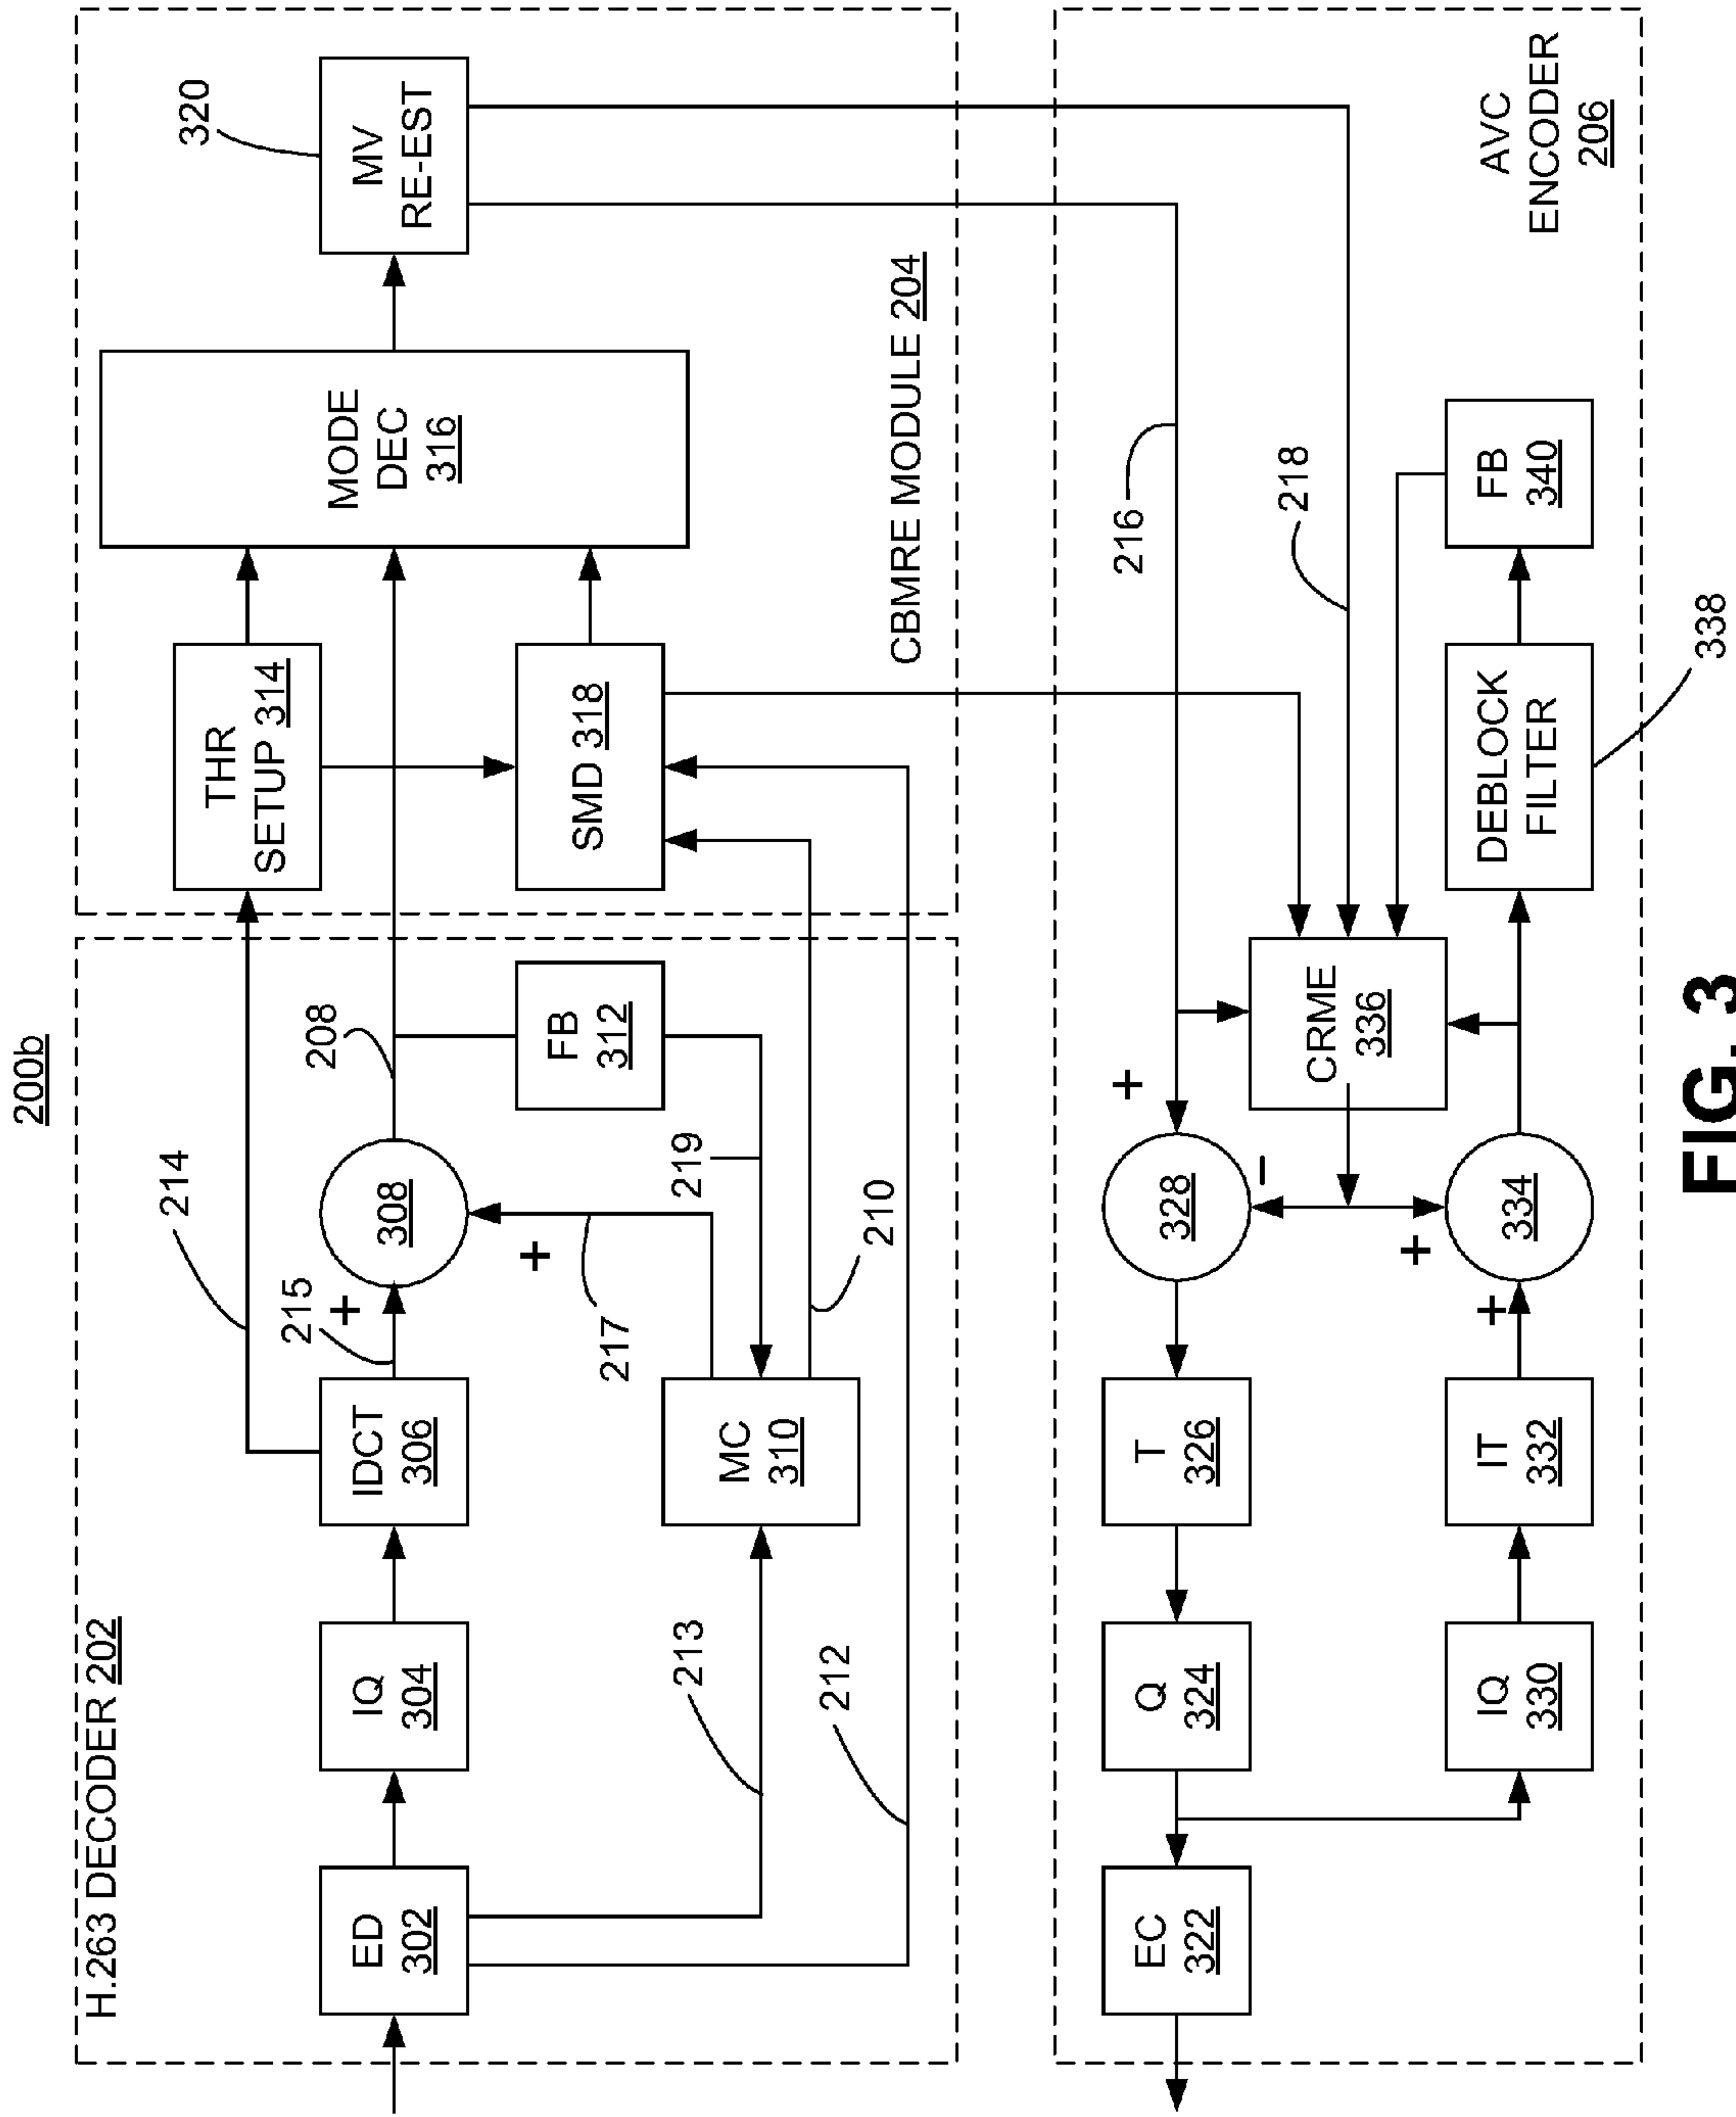 200b
H.263 DECODER 202
ED
302
IQ
304
IDCT
306
214
215
+
308
208
+
217
219
FB
312
MC
310
213
212
210
THR
SETUP 314
SMD 318
MODE
DEC
316
MV
RE-EST
320
CBMRE MODULE 204
EC
322
Q
324
T
326
328
+
-
216
218
CRME
336
IQ
330
IT
332
+
+
334
DEBLOCK
FILTER
338
FB
340
AVC
ENCODER
206
FIG. 3